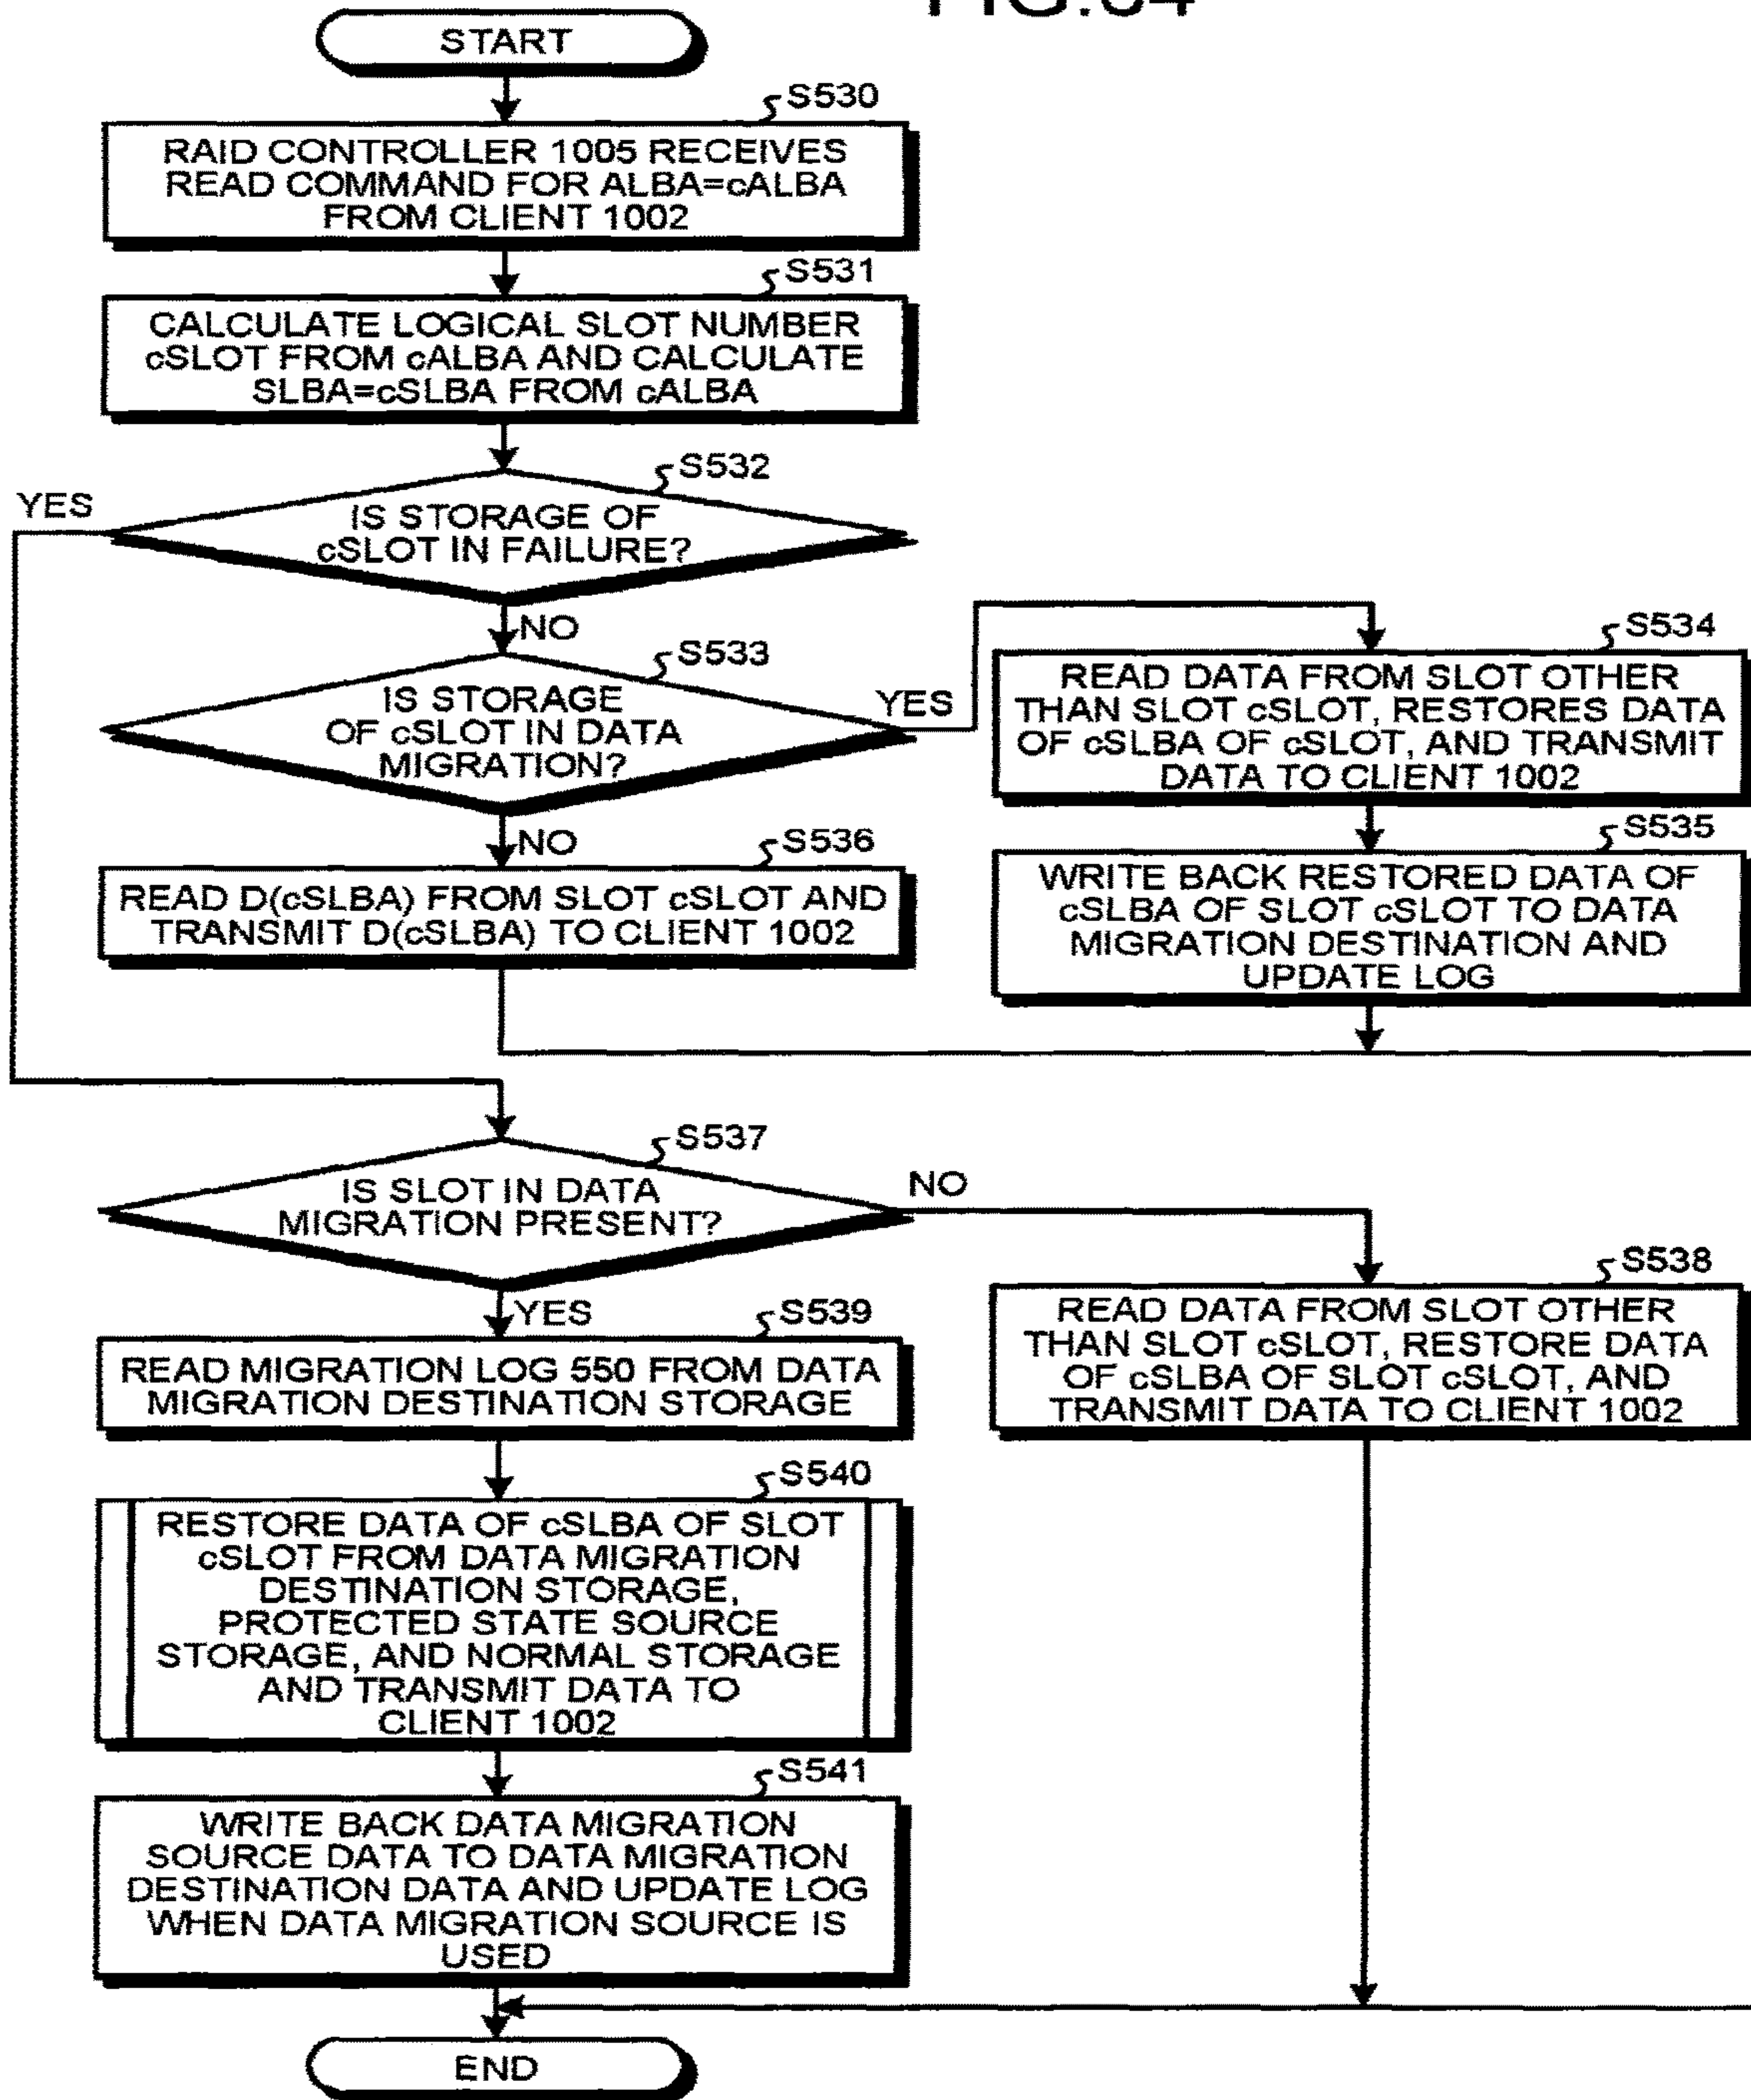 START
S530
RAID CONTROLLER 1005 RECEIVES
READ COMMAND FOR ALBA=cALBA
FROM CLIENT 1002
S531
CALCULATE LOGICAL SLOT NUMBER
cSLOT FROM cALBA AND CALCULATE
SLBA=cSLBA FROM cALBA
S532
YES
IS STORAGE OF
cSLOT IN FAILURE?
NO
S533
IS STORAGE
OF cSLOT IN DATA
MIGRATION?
YES
S534
READ DATA FROM SLOT OTHER
THAN SLOT cSLOT, RESTORES DATA
OF cSLBA OF cSLOT, AND TRANSMIT
DATA TO CLIENT 1002
S535
WRITE BACK RESTORED DATA OF
cSLBA OF SLOT cSLOT TO DATA
MIGRATION DESTINATION AND
UPDATE LOG
NO
S536
READ D(cSLBA) FROM SLOT cSLOT AND
TRANSMIT D(cSLBA) TO CLIENT 1002
S537
IS SLOT IN DATA
MIGRATION PRESENT?
NO
S538
READ DATA FROM SLOT OTHER
THAN SLOT cSLOT, RESTORE DATA
OF cSLBA OF SLOT cSLOT, AND
TRANSMIT DATA TO CLIENT 1002
YES
S539
READ MIGRATION LOG 550 FROM DATA
MIGRATION DESTINATION STORAGE
S540
RESTORE DATA OF cSLBA OF SLOT
cSLOT FROM DATA MIGRATION
DESTINATION STORAGE,
PROTECTED STATE SOURCE
STORAGE, AND NORMAL STORAGE
AND TRANSMIT DATA TO
CLIENT 1002
S541
WRITE BACK DATA MIGRATION
SOURCE DATA TO DATA MIGRATION
DESTINATION DATA AND UPDATE LOG
WHEN DATA MIGRATION SOURCE IS
USED
END